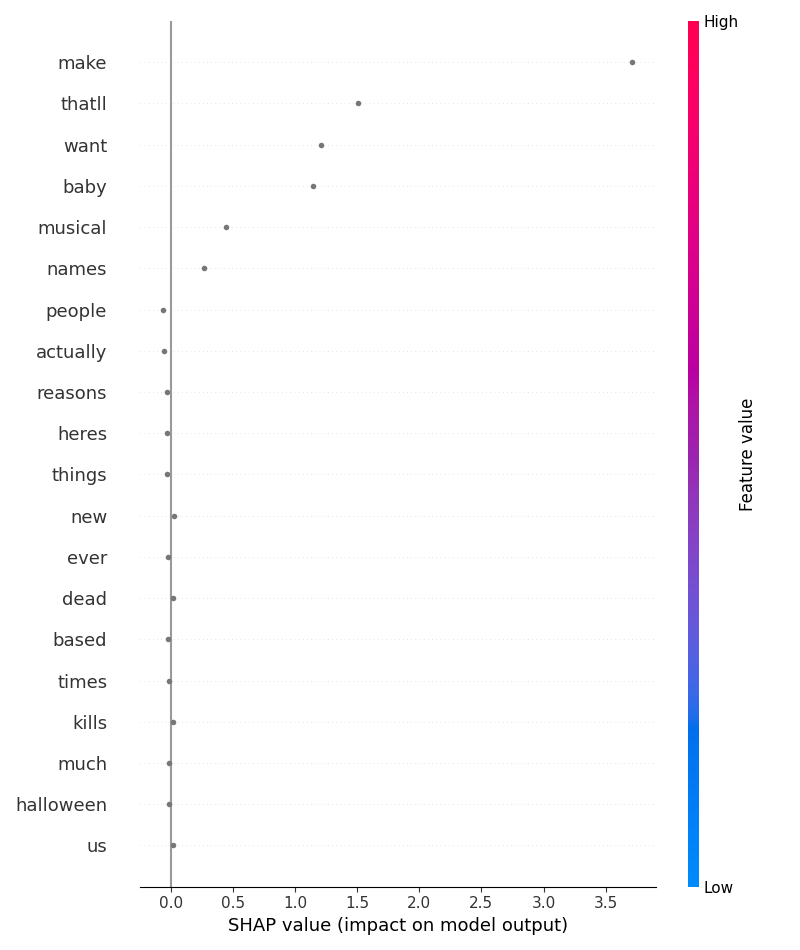 High
make
thatll
want
baby
musical
names
people
actually
reasons
heres
things
new
ever
dead
based
times
kills
much
halloween
us
Feature value
Low
0.0 0.5 1.0 1.5 2.0 2.5 3.0 3.5
SHAP value (impact on model output)